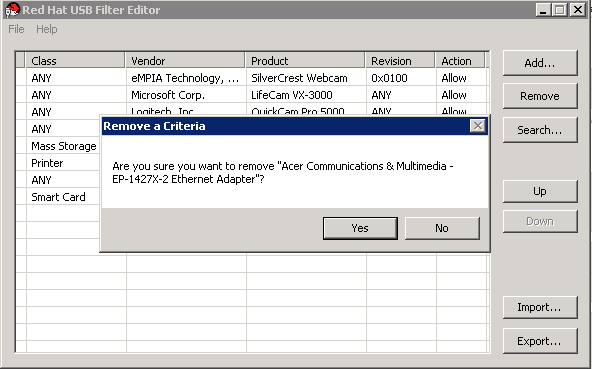 Red Hat USB Filter Editor
File Help
Class Vendor Product Revision Action
ANY eMPIA Technology, ... SilverCrest Webcam 0x0100 Allow
ANY Microsoft Corp. LifeCam VX-3000 ANY Allow
ANY Logitech, Inc. QuickCam Pro 5000 ANY Allow
ANY
Mass Storage
Printer
ANY
Smart Card
Remove a Criteria
Are you sure you want to remove "Acer Communications & Multimedia -
EP-1427X-2 Ethernet Adapter"?
Yes No
Add...
Remove
Search...
Up
Down
Import...
Export...